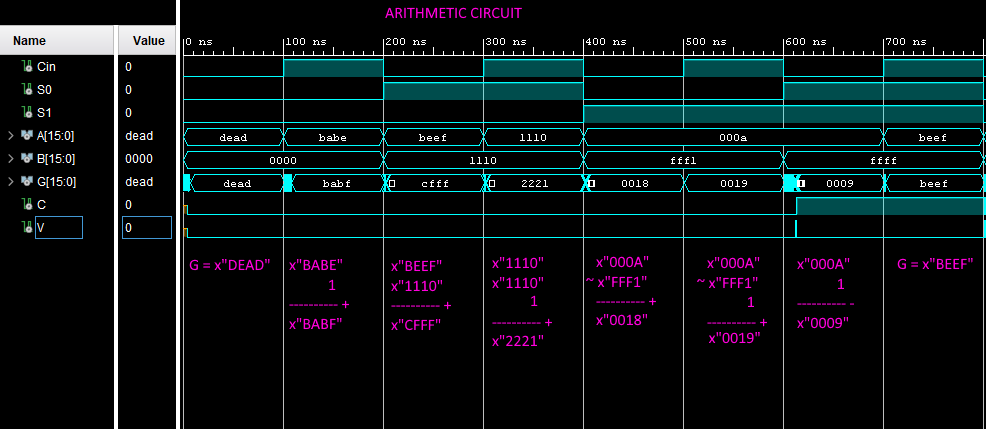 ARITHMETIC CIRCUIT
Name Value
0 ns 100 ns 200 ns 300 ns 400 ns 500 ns 600 ns 700 ns
Cin 0
S0 0
S1 0
A[15:0] dead dead babe beef 1110 000a beef
B[15:0] 0000 0000 1110 fff1 ffff
G[15:0] dead dead babf cfff 2221 0018 0019 0009 beef
C 0
V 0
G = x"DEAD"
x"BABE"
1
---------- +
x"BABF"
x"BEEF"
x"1110"
---------- +
x"CFFF"
x"1110"
x"1110"
1
---------- +
x"2221"
x"000A"
~ x"FFF1"
---------- +
x"0018"
x"000A"
~ x"FFF1"
1
---------- +
x"0019"
x"000A"
1
---------- -
x"0009"
G = x"BEEF"